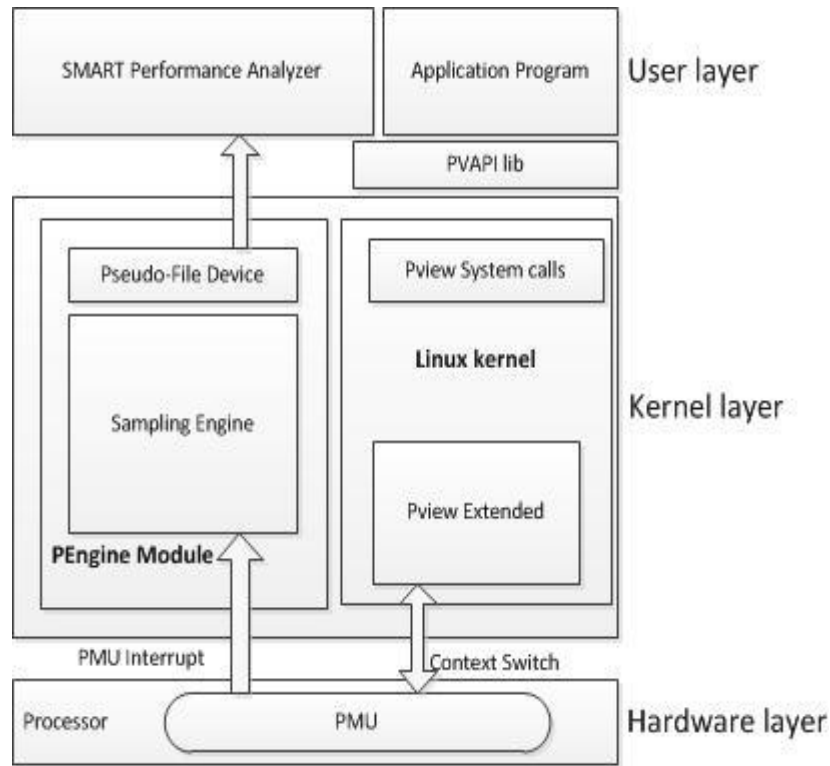 SMART Performance Analyzer
Application Program
User layer
PVAPI lib
Pseudo-File Device
Pview System calls
Linux kernel
Kernel layer
Sampling Engine
Pview Extended
PEngine Module
PMU Interrupt
Context Switch
Processor
PMU
Hardware layer